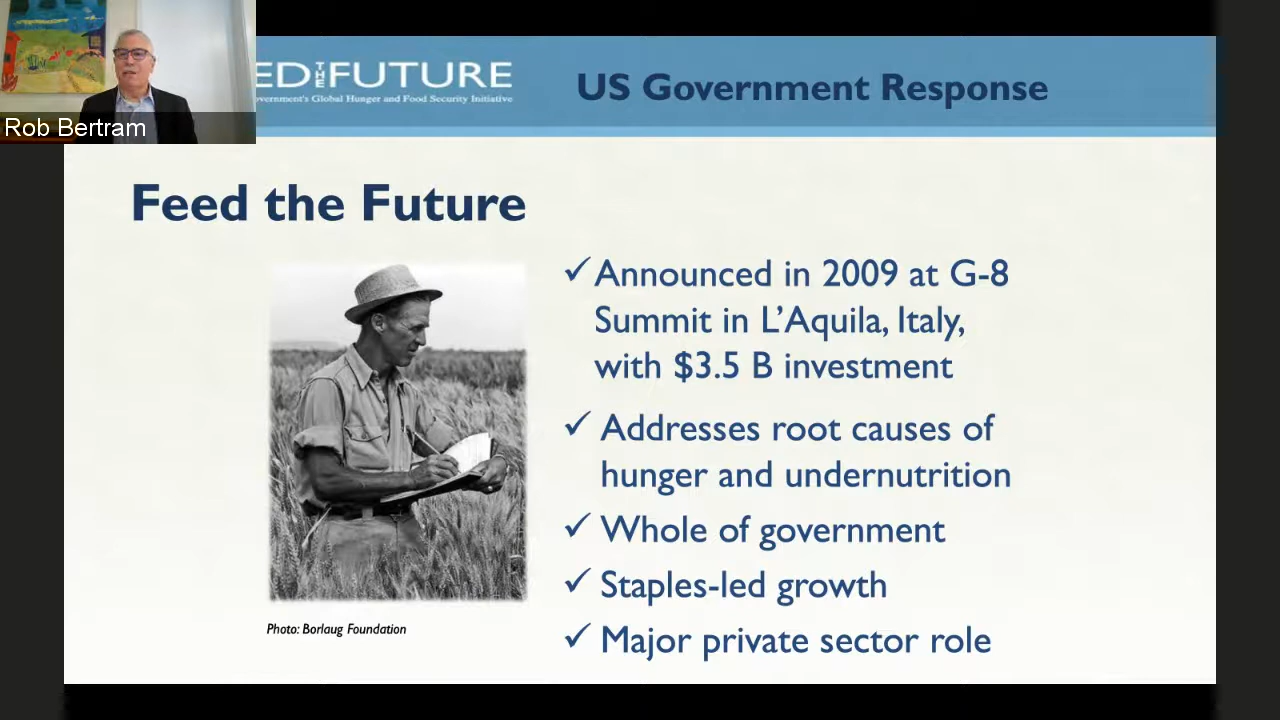 Rob Bertram
ED THE FUTURE
vernment's Global Hunger and Food Security Initiative
US Government Response
Feed the Future
✓ Announced in 2009 at G-8
Summit in L'Aquila, Italy,
with $3.5 B investment
✓ Addresses root causes of
hunger and undernutrition
✓ Whole of government
✓ Staples-led growth
✓ Major private sector role
Photo: Borlaug Foundation